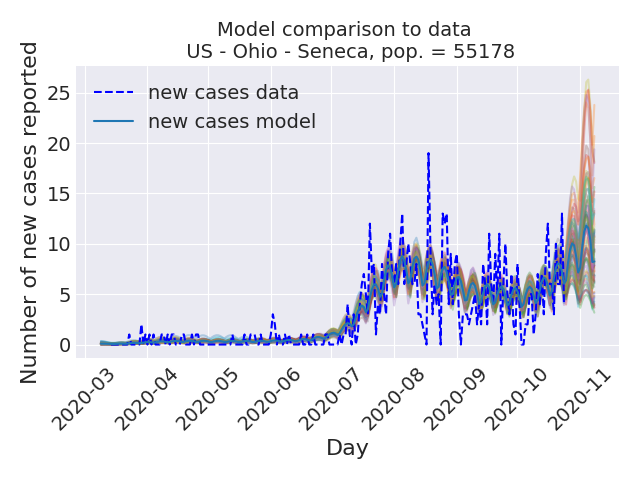 Model comparison to data
US - Ohio - Seneca, pop. = 55178
new cases data
new cases model
Number of new cases reported
25
20
15
10
5
0
2020-03
2020-04
2020-05
2020-06
2020-07
2020-08
2020-09
2020-10
2020-11
Day